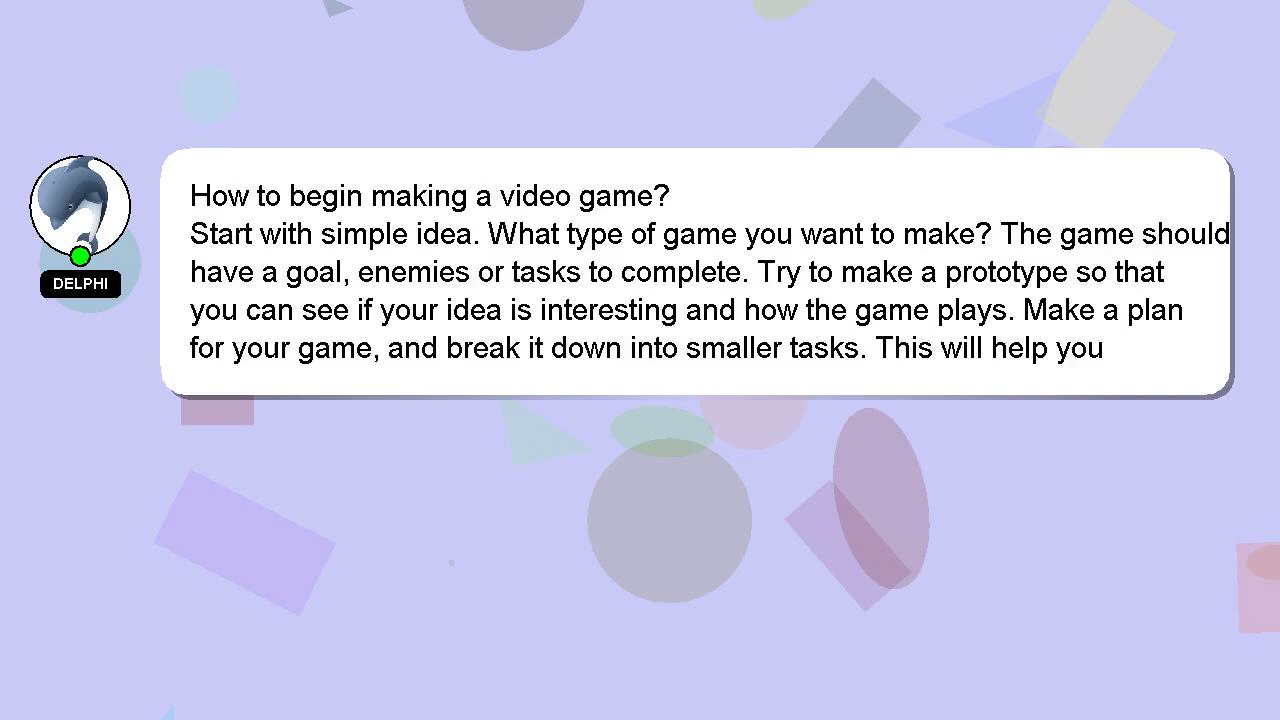 How to begin making a video game?
Start with simple idea. What type of game you want to make? The game should
have a goal, enemies or tasks to complete. Try to make a prototype so that
you can see if your idea is interesting and how the game plays. Make a plan
for your game, and break it down into smaller tasks. This will help you
DELPHI